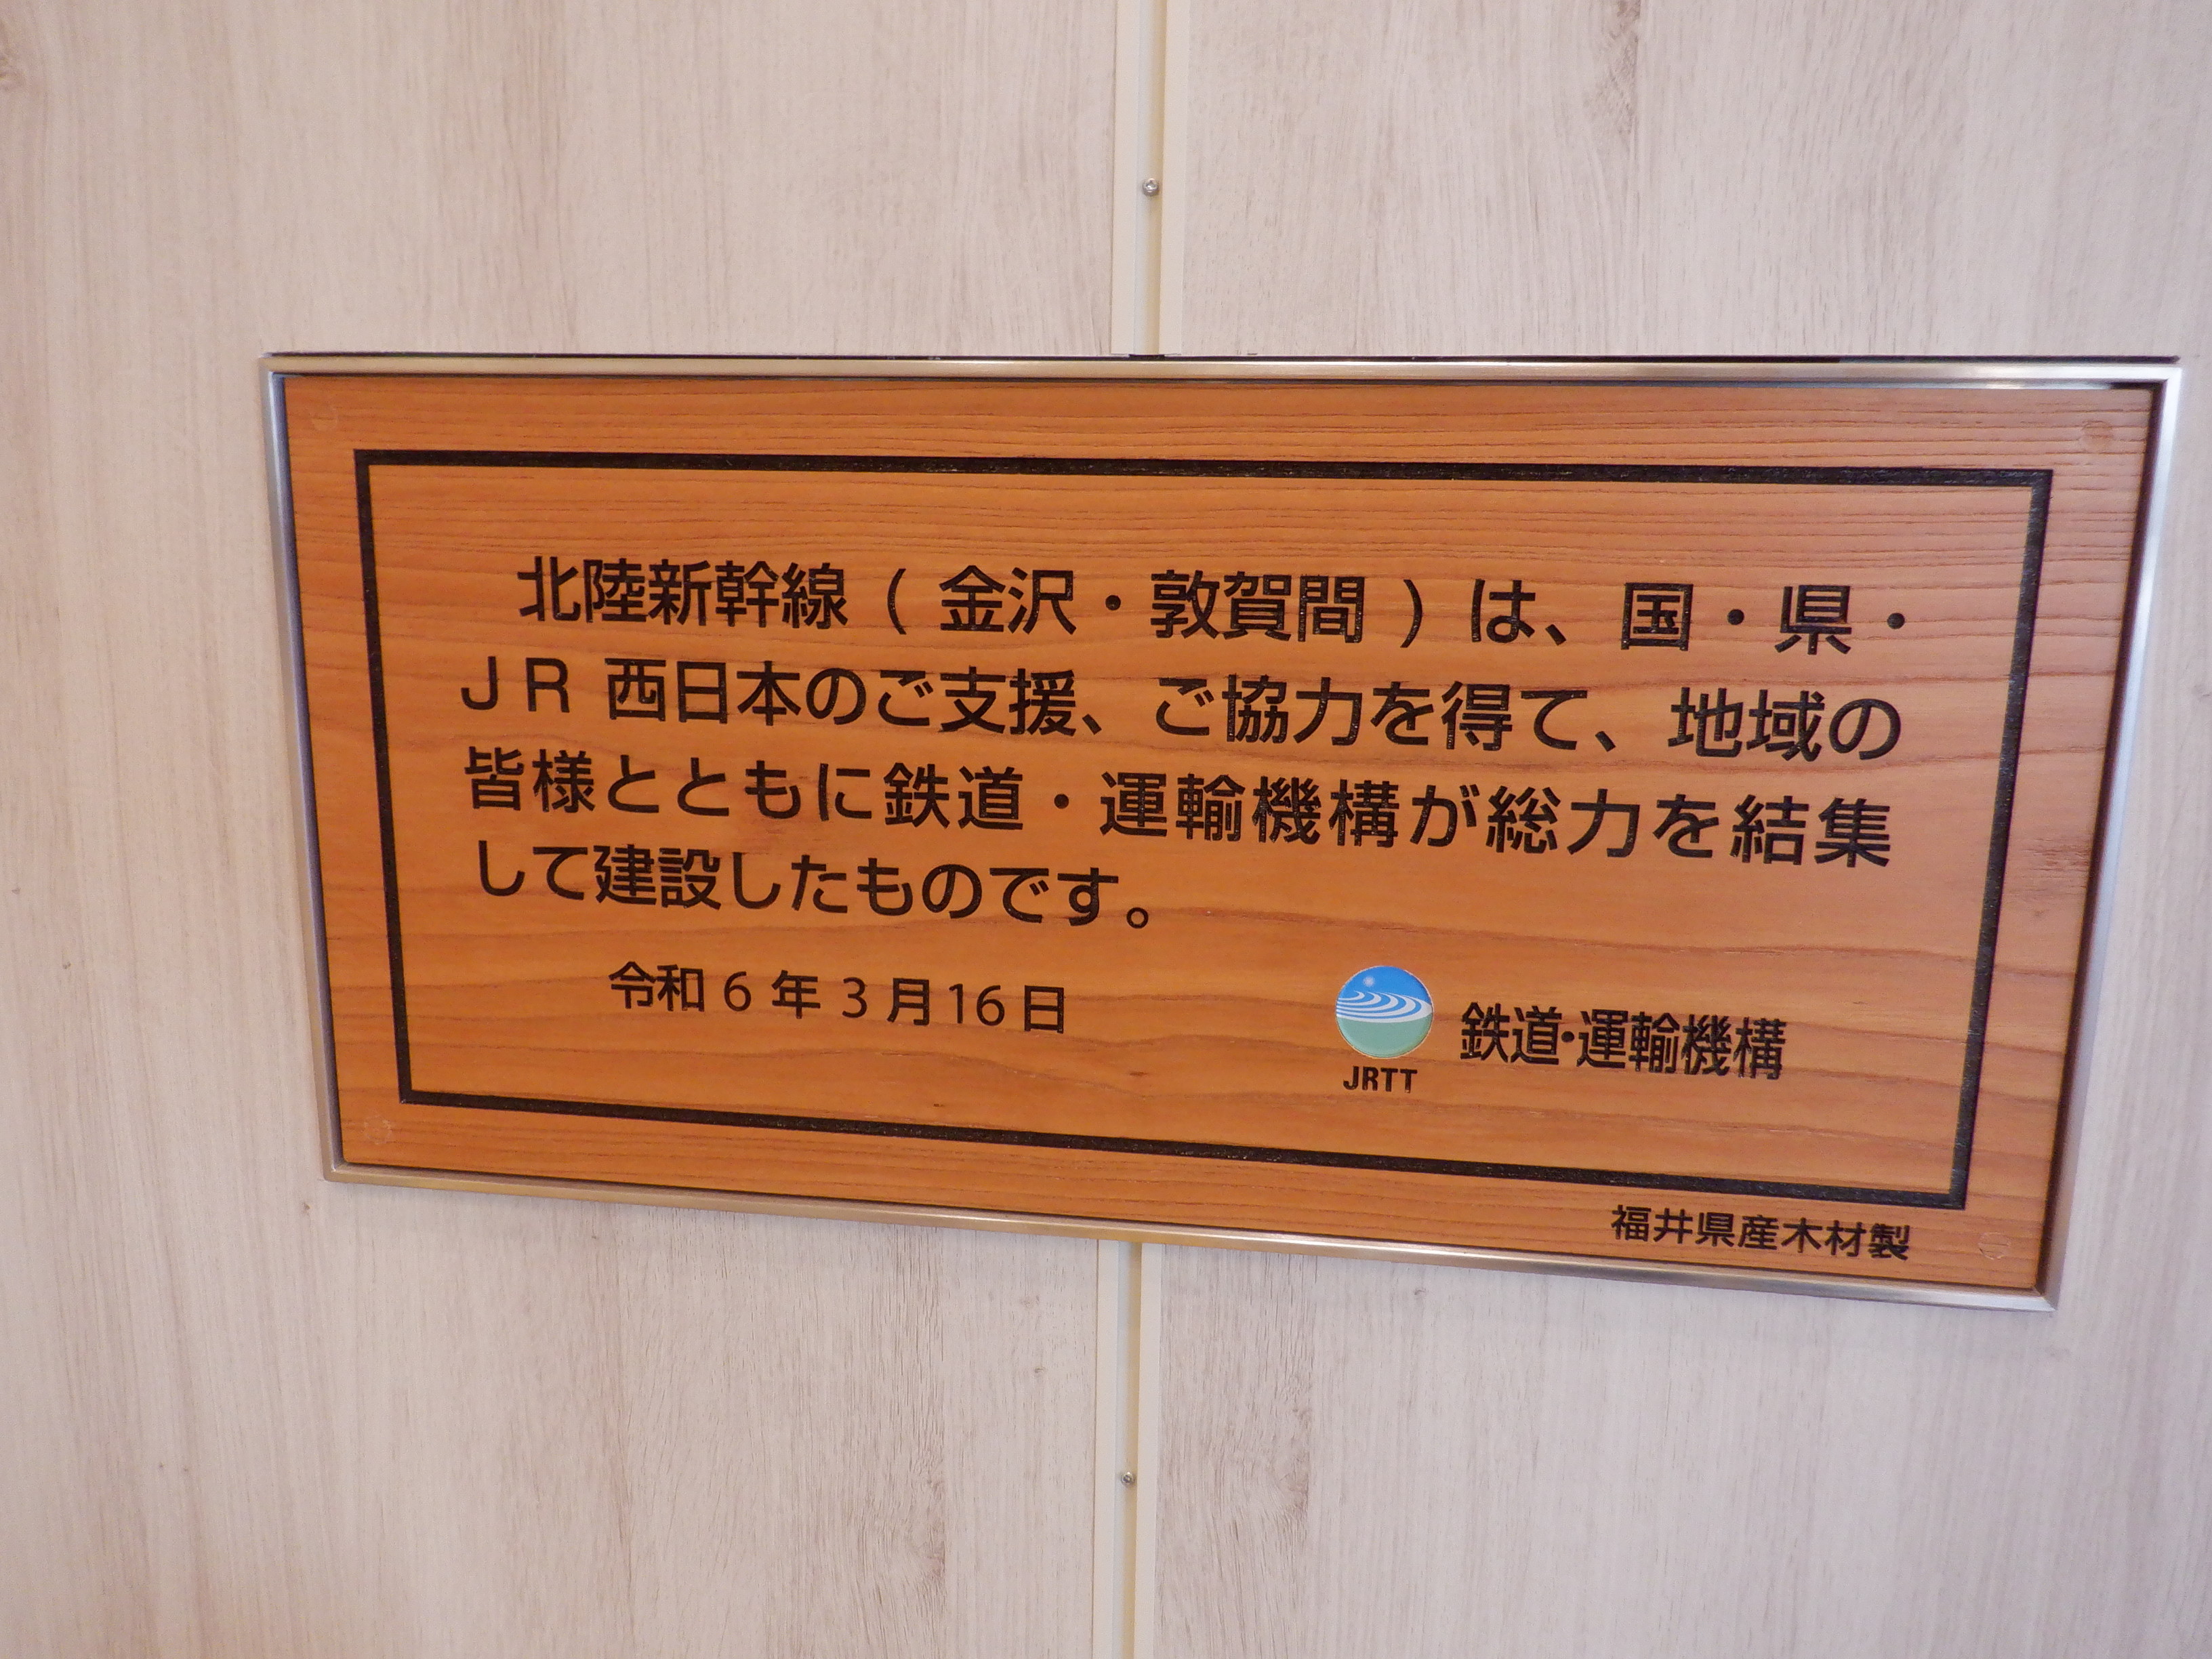 北陸新幹線（金沢・敦賀間）は、国・県・
ＪＲ西日本のご支援、ご協力を得て、地域の
皆様とともに鉄道・運輸機構が総力を結集
して建設したものです。
令和6年3月16日
鉄道・運輸機構
JRTT
福井県産木材製